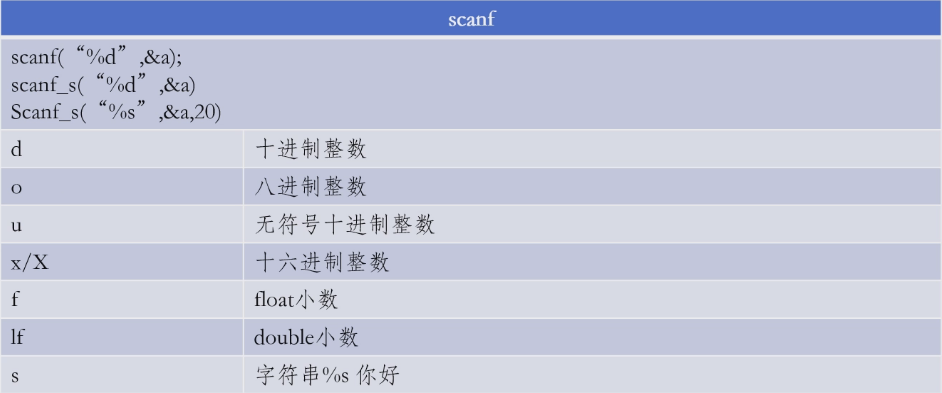 scanf
scanf(“%d”,&a);
scanf_s(“%d”,&a)
Scanf_s(“%s”,&a,20)
d 十进制整数
o 八进制整数
u 无符号十进制整数
x/X 十六进制整数
f float小数
lf double小数
s 字符串%s 你好